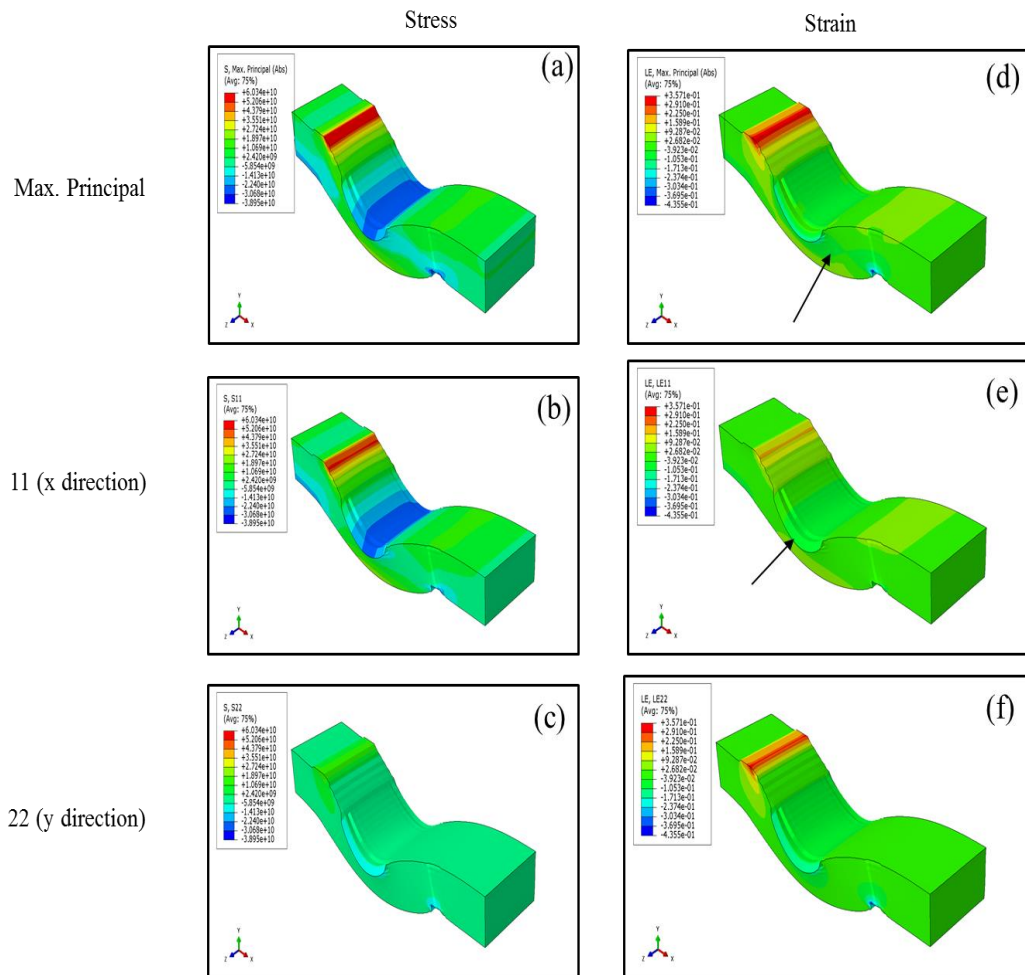 Stress
Strain
Max. Principal
(a)
S, Max. Principal (Abs)
(Avg: 75%)
+6.034e+10
+5.206e+10
+4.379e+10
+3.551e+10
+2.724e+10
+1.897e+10
+1.069e+10
+2.420e+09
-5.854e+09
-1.413e+10
-2.240e+10
-3.068e+10
-3.895e+10
Y
Z
X
(d)
LE, Max. Principal (Abs)
(Avg: 75%)
+3.571e-01
+2.910e-01
+2.250e-01
+1.589e-01
+9.287e-02
+2.682e-02
-3.923e-02
-1.053e-01
-1.713e-01
-2.374e-01
-3.034e-01
-3.695e-01
-4.355e-01
Y
Z
X
11 (x direction)
(b)
S, S11
(Avg: 75%)
+6.034e+10
+5.206e+10
+4.379e+10
+3.551e+10
+2.724e+10
+1.897e+10
+1.069e+10
+2.420e+09
-5.854e+09
-1.413e+10
-2.240e+10
-3.068e+10
-3.895e+10
Y
Z
X
(e)
LE, LE11
(Avg: 75%)
+3.571e-01
+2.910e-01
+2.250e-01
+1.589e-01
+9.287e-02
+2.682e-02
-3.923e-02
-1.053e-01
-1.713e-01
-2.374e-01
-3.034e-01
-3.695e-01
-4.355e-01
Y
Z
X
22 (y direction)
(c)
S, S22
(Avg: 75%)
+6.034e+10
+5.206e+10
+4.379e+10
+3.551e+10
+2.724e+10
+1.897e+10
+1.069e+10
+2.420e+09
-5.854e+09
-1.413e+10
-2.240e+10
-3.068e+10
-3.895e+10
Y
Z
X
(f)
LE, LE22
(Avg: 75%)
+3.571e-01
+2.910e-01
+2.250e-01
+1.589e-01
+9.287e-02
+2.682e-02
-3.923e-02
-1.053e-01
-1.713e-01
-2.374e-01
-3.034e-01
-3.695e-01
-4.355e-01
Y
Z
X